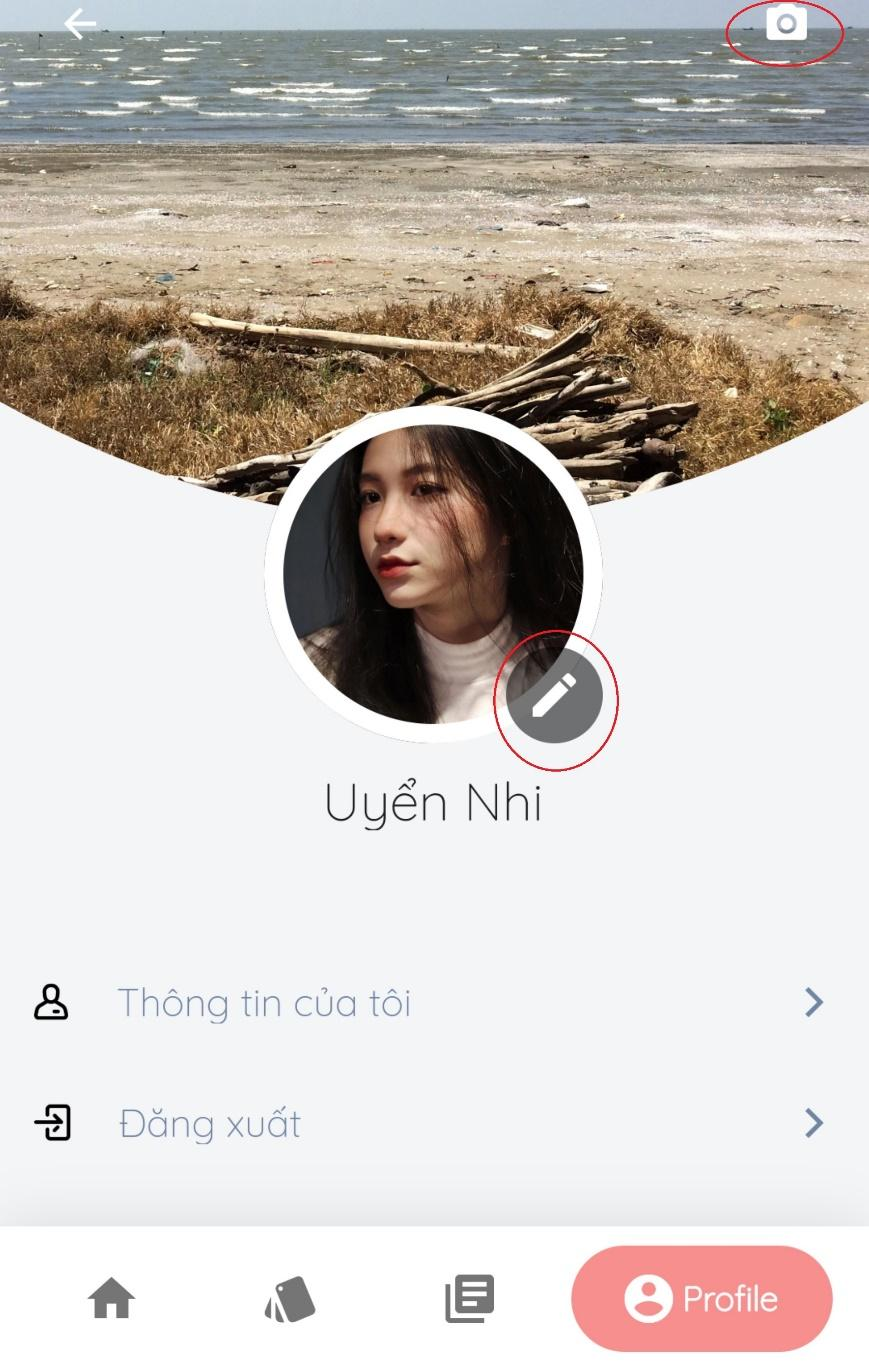 Uyển Nhi
Thông tin của tôi
Đăng xuất
Profile